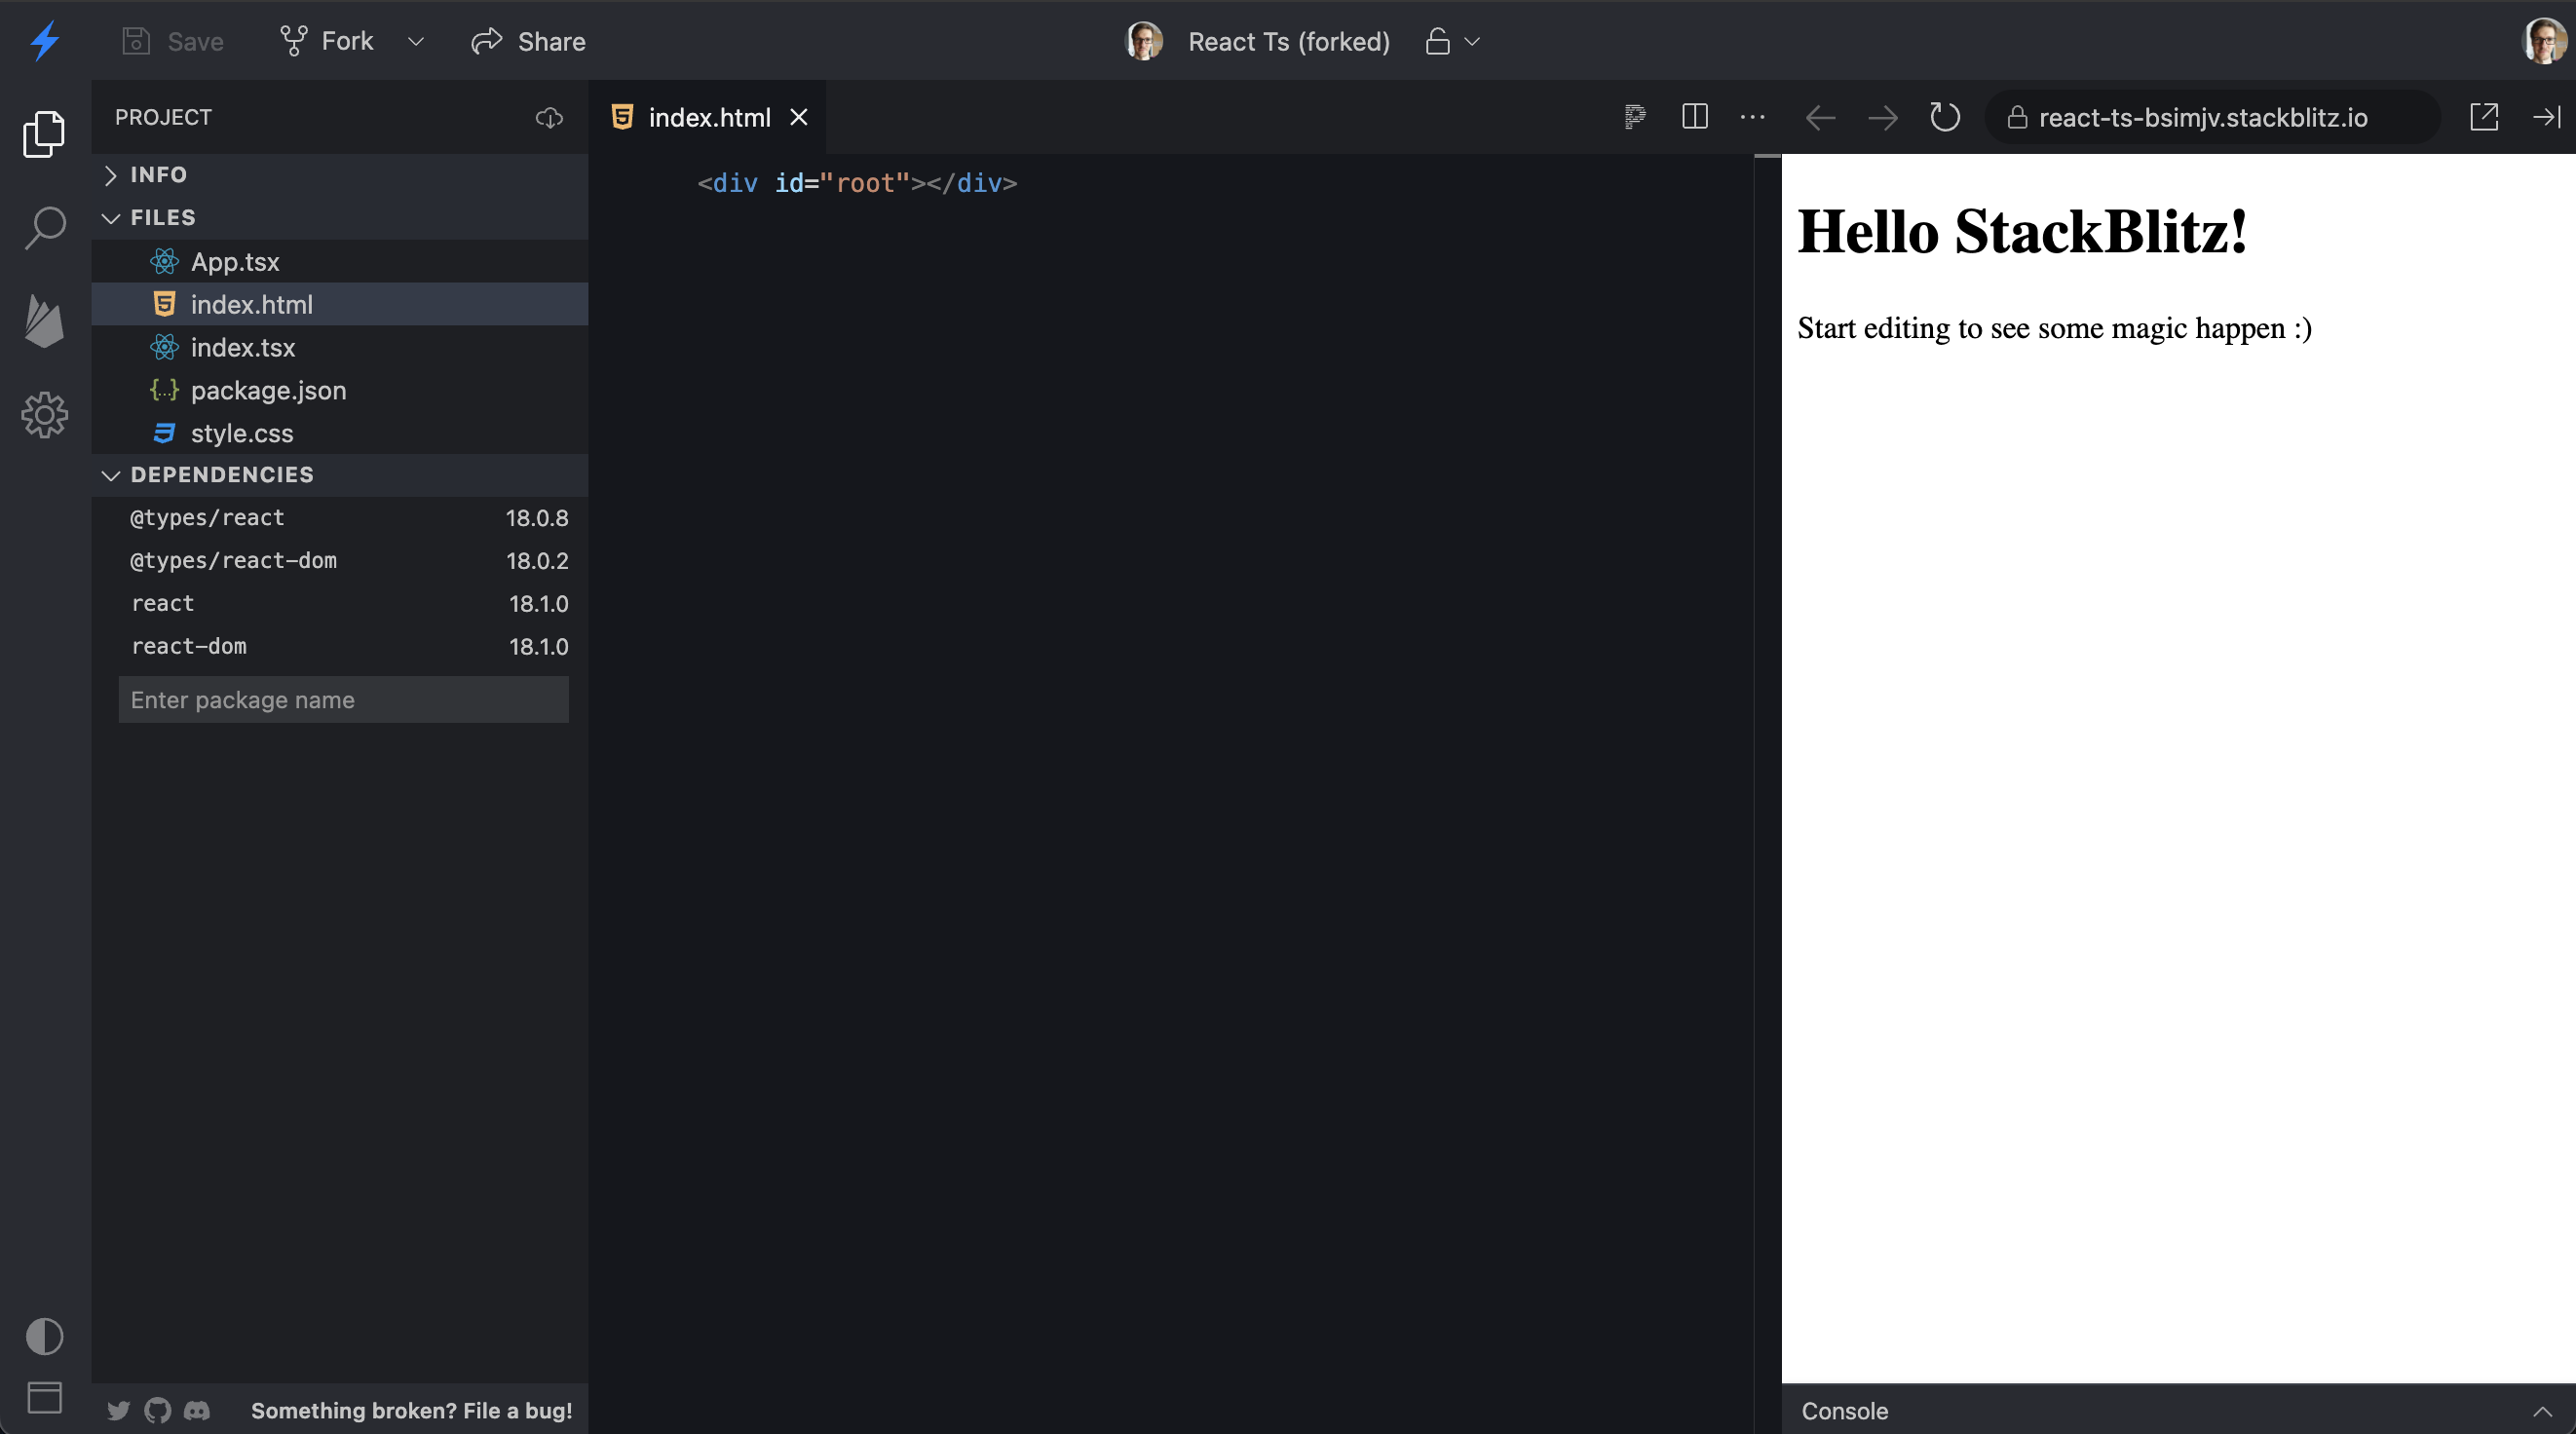 Save Fork Share React Ts (forked)
PROJECT
INFO
FILES
App.tsx
index.html
index.tsx
package.json
style.css
DEPENDENCIES
@types/react 18.0.8
@types/react-dom 18.0.2
react 18.1.0
react-dom 18.1.0
Enter package name
Something broken? File a bug!
index.html
<div id="root"></div>
react-ts-bsimjv.stackblitz.io
Hello StackBlitz!
Start editing to see some magic happen :)
Console